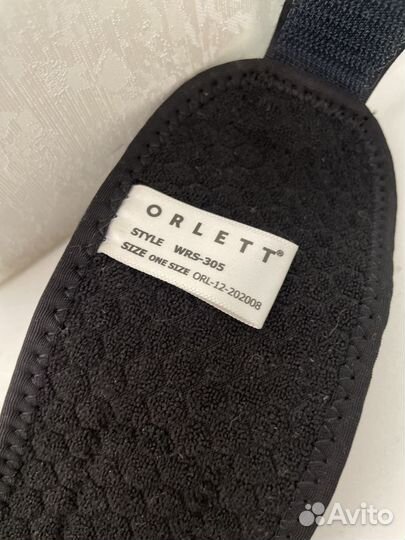 ORLETT®
STYLE WRS-305
SIZE ONE SIZE ORL-12-202008
Avito